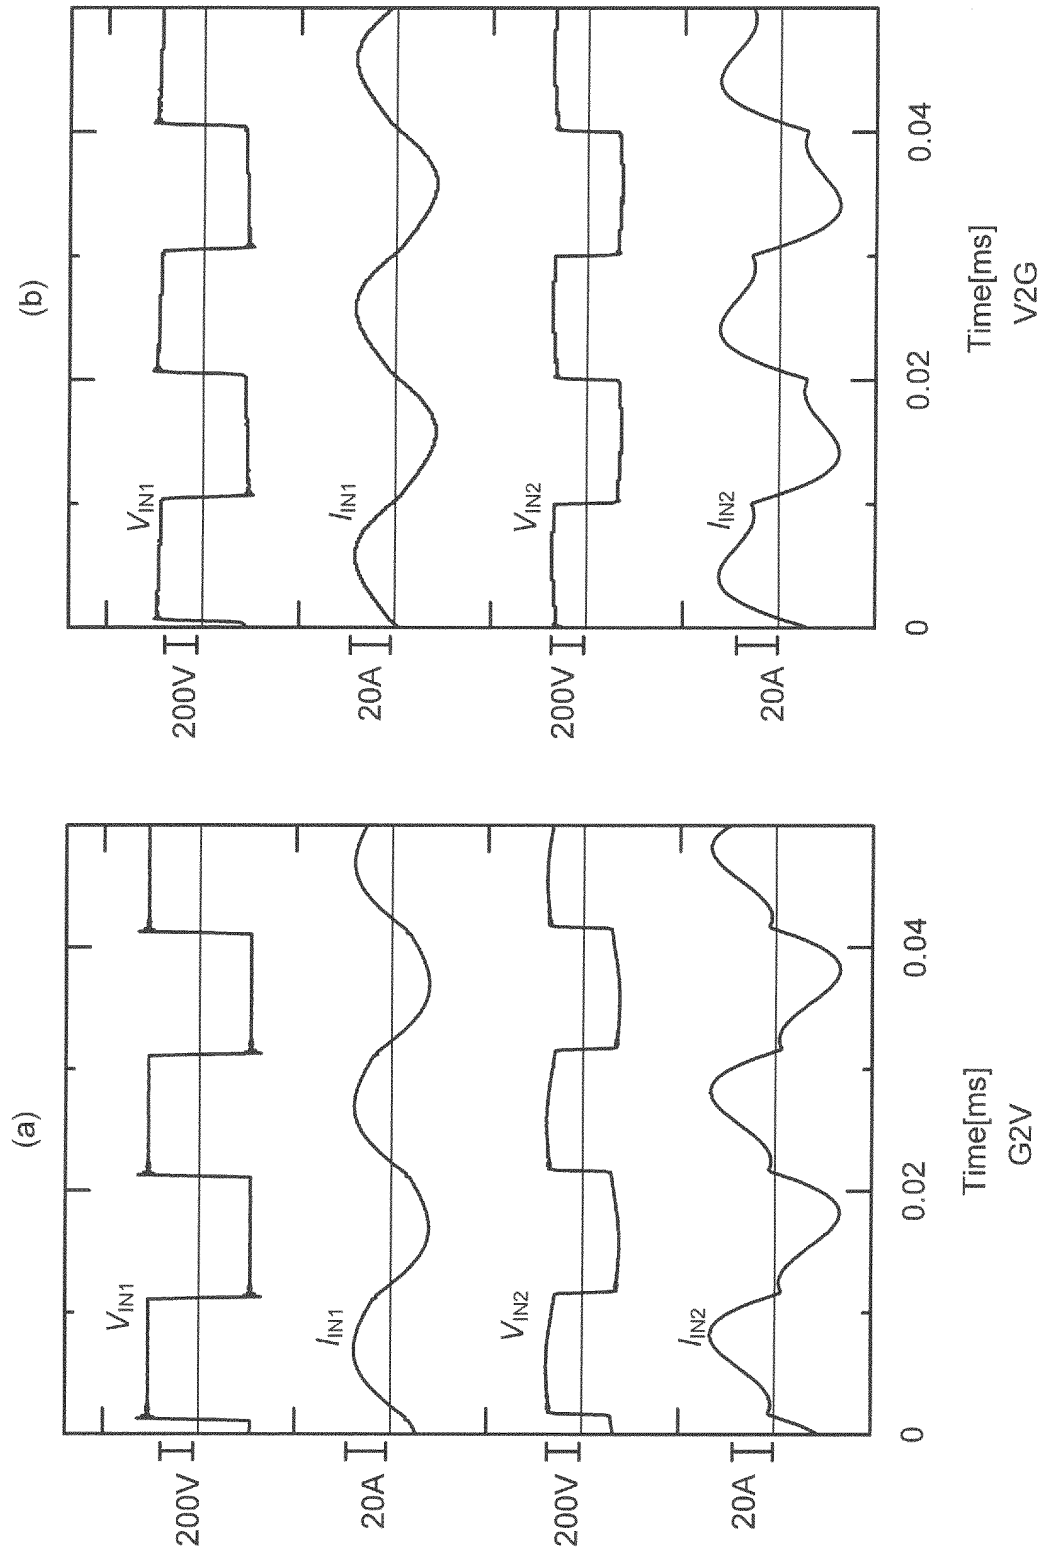 (a)
200V
20A
200V
20A
V_IN1
I_IN1
V_IN2
I_IN2
0
0.02
0.04
Time[ms]
G2V
(b)
200V
20A
200V
20A
V_IN1
I_IN1
V_IN2
I_IN2
0
0.02
0.04
Time[ms]
V2G